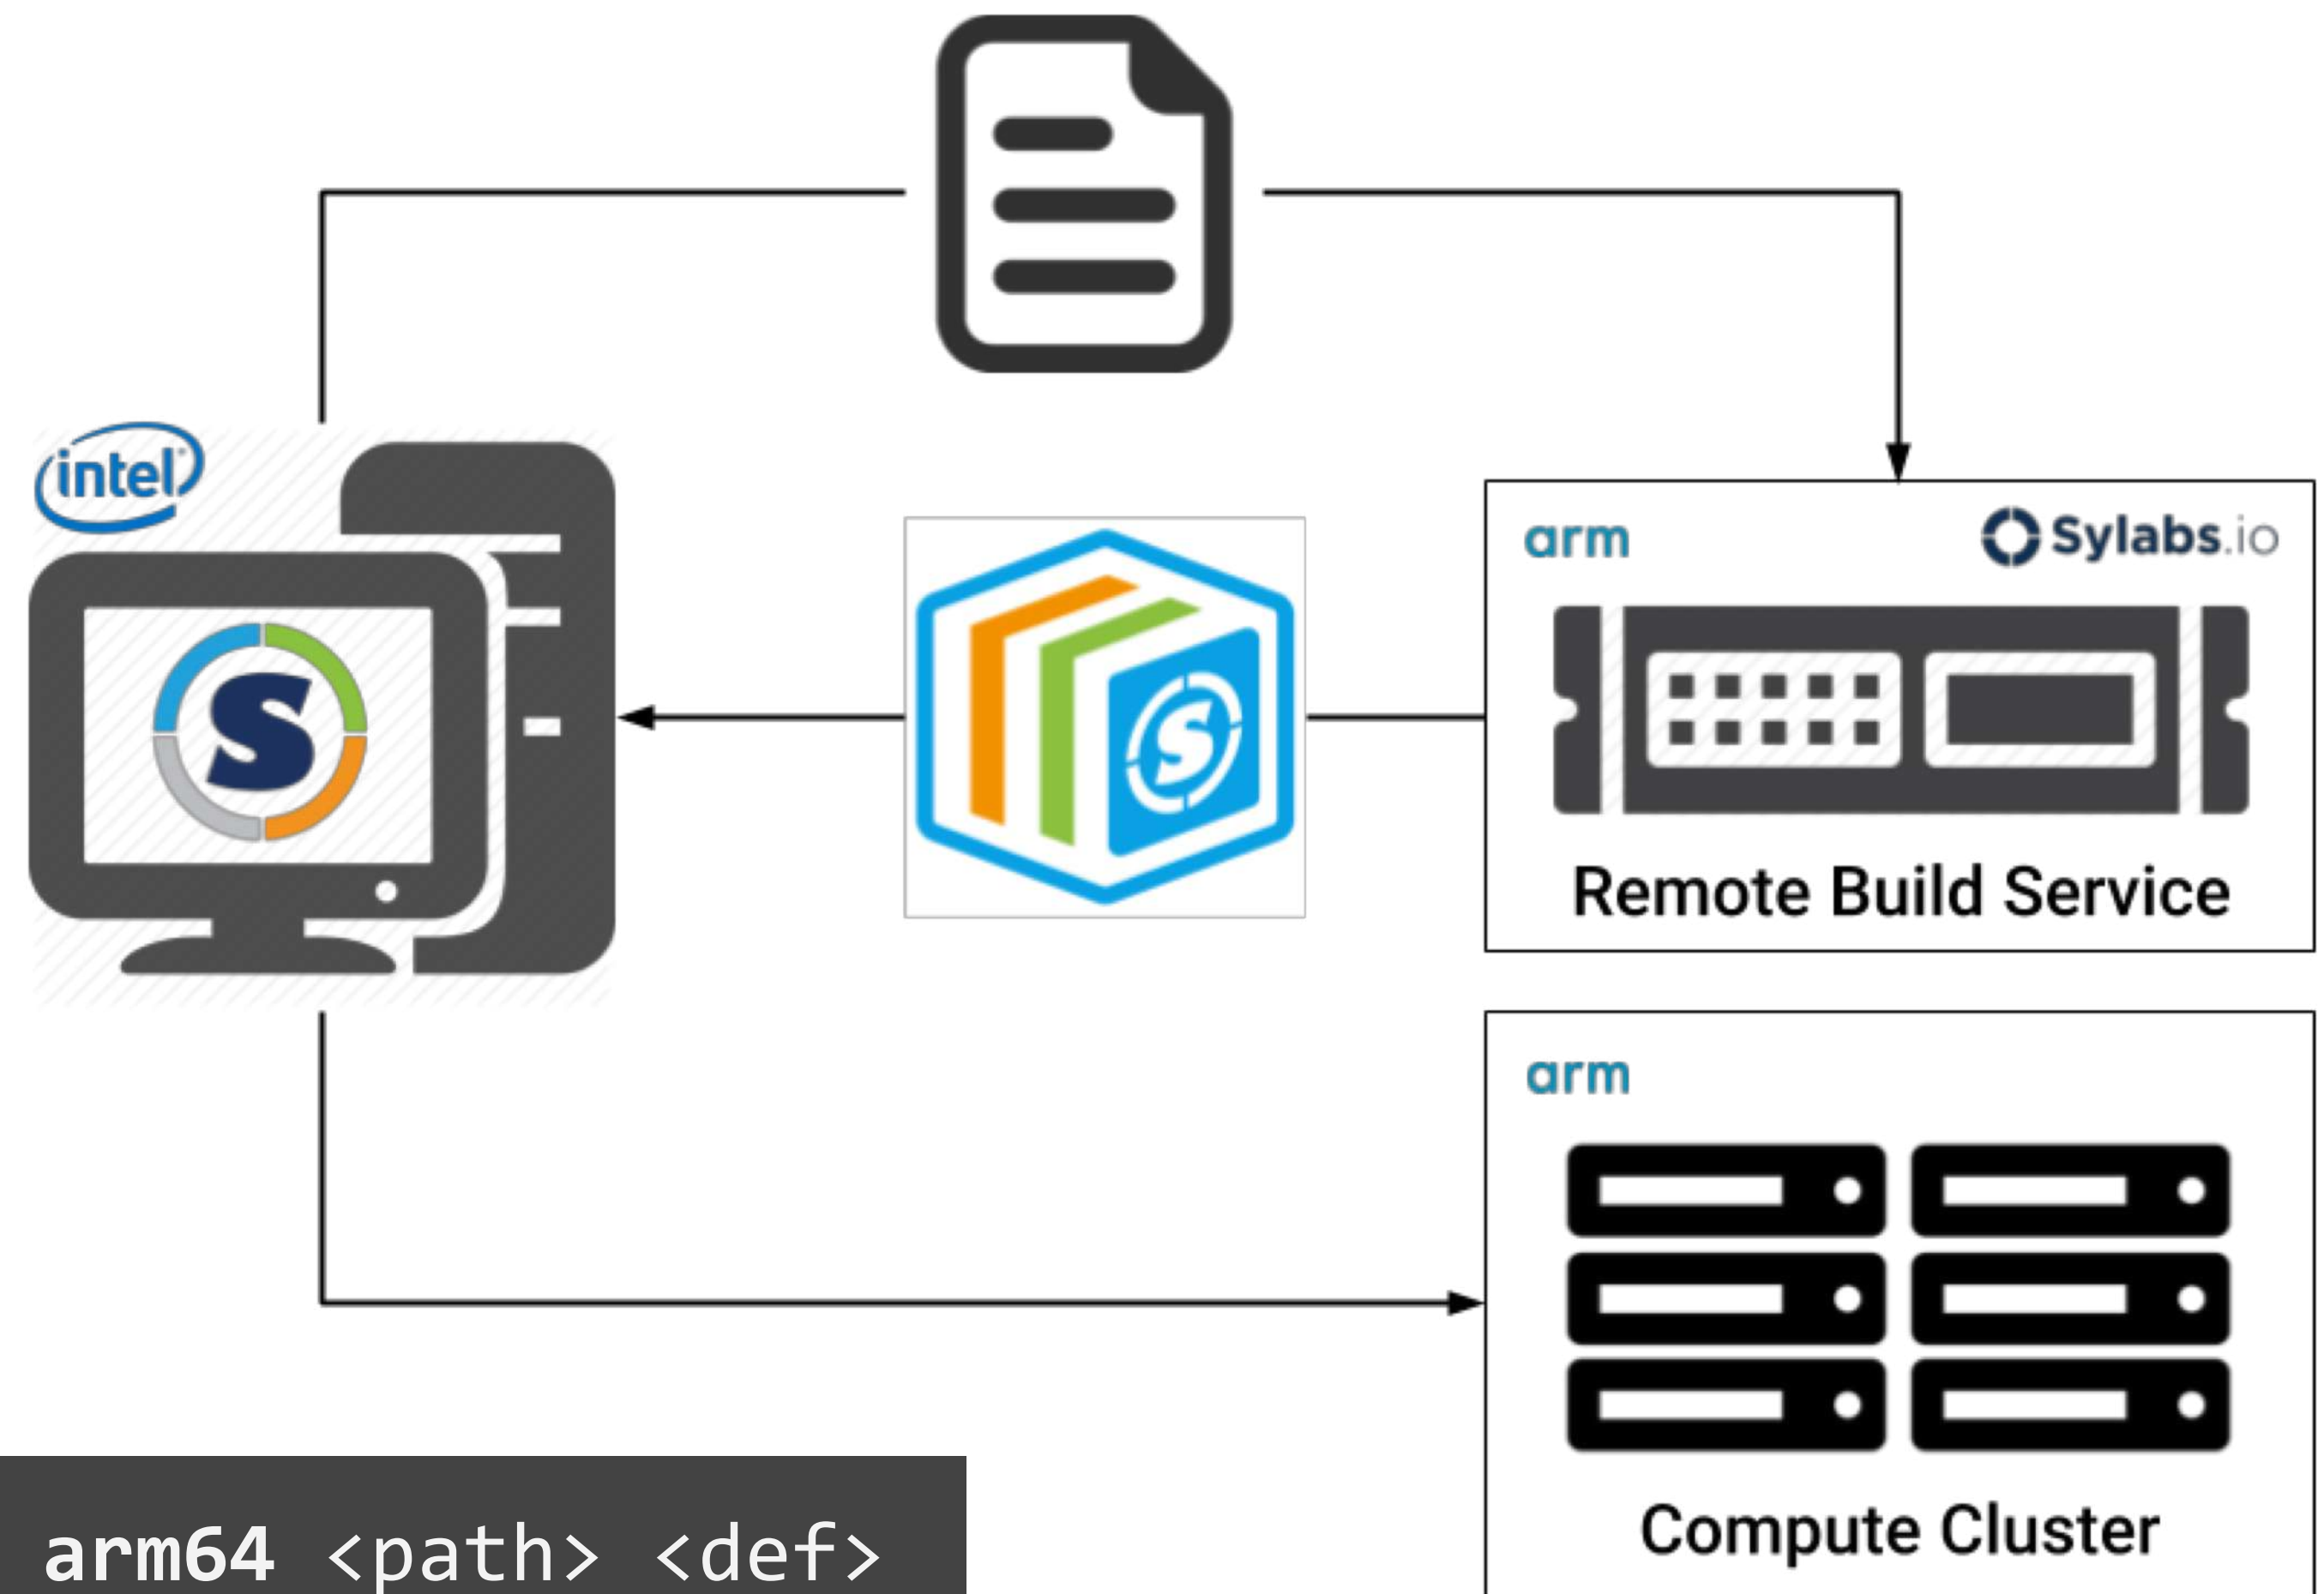 intel
arm
Sylabs.io
S
S
Remote Build Service
arm
Compute Cluster
arm64 <path> <def>